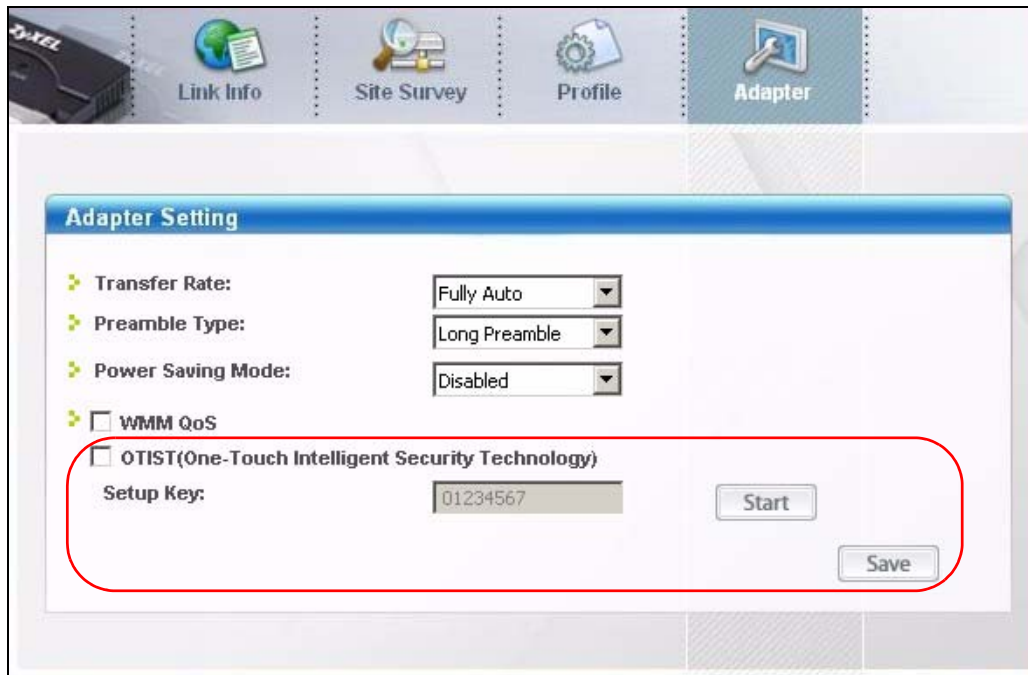 ZyXEL
Link Info
Site Survey
Profile
Adapter
Adapter Setting
Transfer Rate:
Fully Auto
Preamble Type:
Long Preamble
Power Saving Mode:
Disabled
WMM QoS
OTIST(One-Touch Intelligent Security Technology)
Setup Key:
01234567
Start
Save